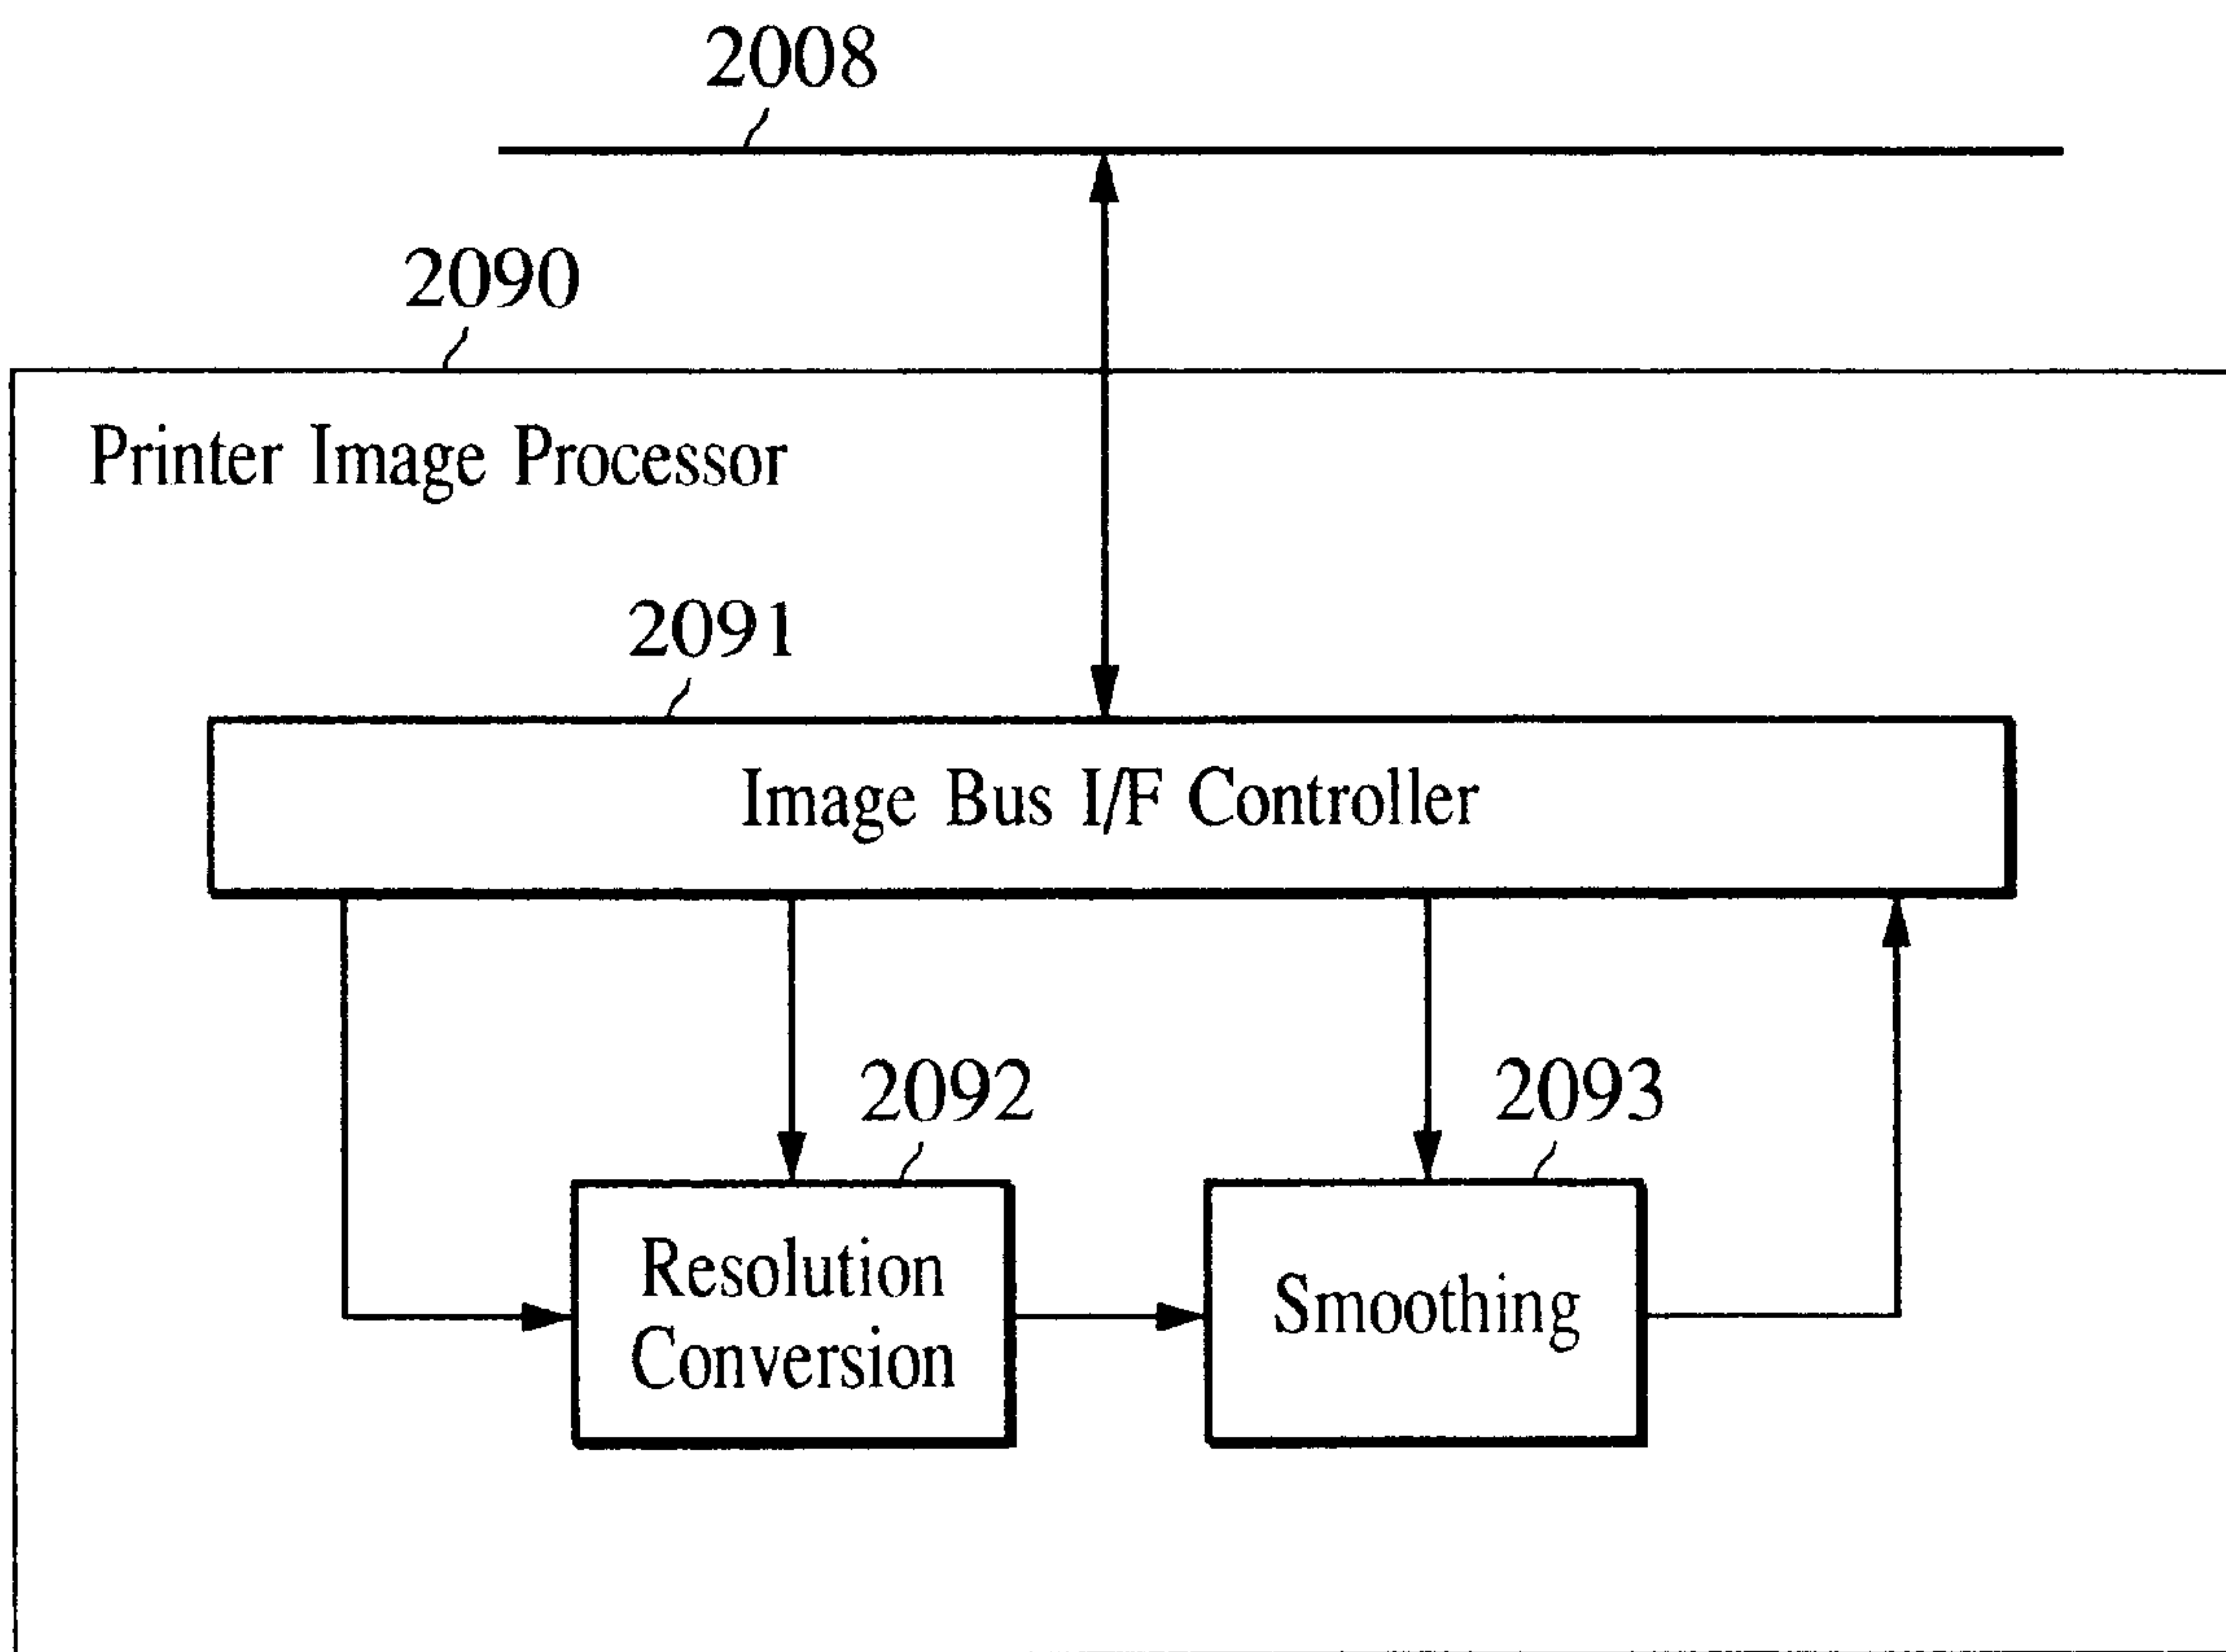 2008
2090
Printer Image Processor
2091
Image Bus I/F Controller
2092
2093
Resolution
Conversion
Smoothing